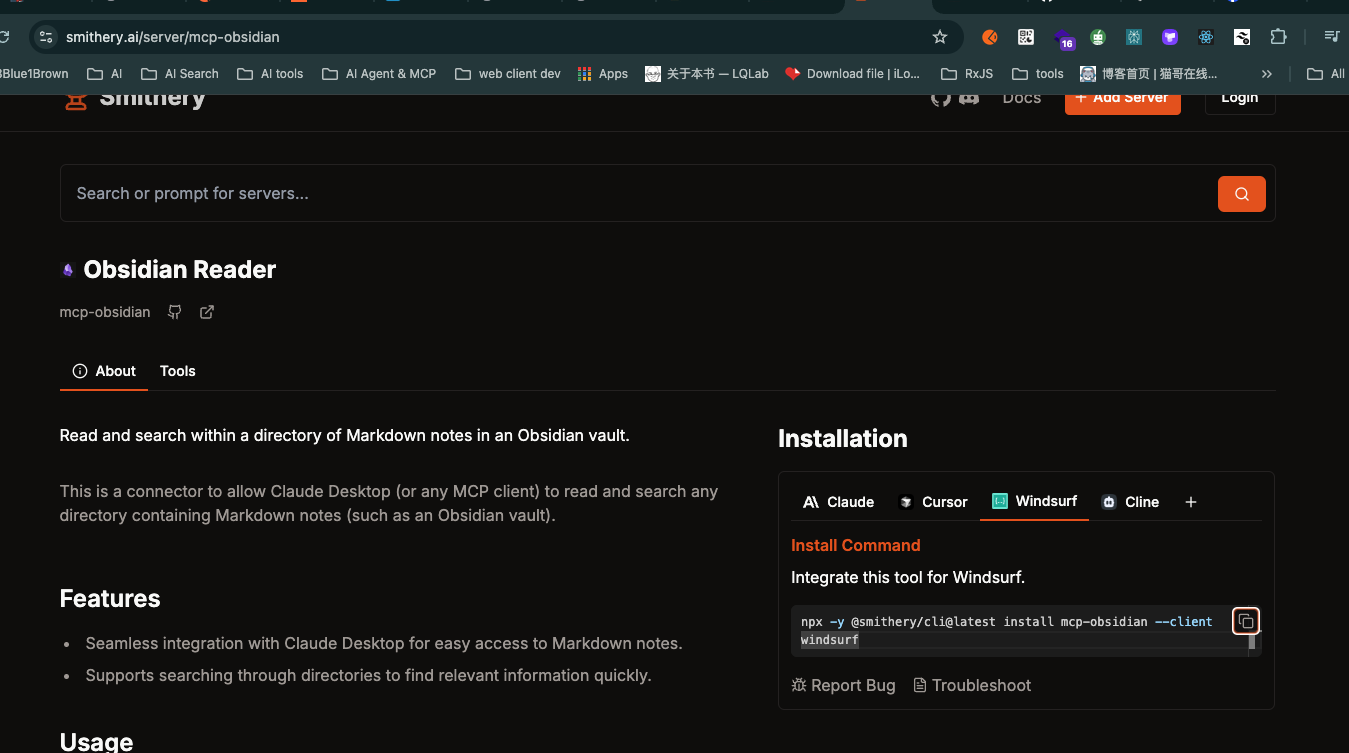 smithery.ai/server/mcp-obsidian
16
3Blue1Brown AI AI Search AI tools AI Agent & MCP web client dev Apps 关于本书 — LQLab Download file | iLo... RxJS tools 博客首页 | 猫哥在线... » All
Smithery Docs + Add Server Login
Search or prompt for servers...
Obsidian Reader
mcp-obsidian
About Tools
Read and search within a directory of Markdown notes in an Obsidian vault.
This is a connector to allow Claude Desktop (or any MCP client) to read and search any
directory containing Markdown notes (such as an Obsidian vault).
Features
• Seamless integration with Claude Desktop for easy access to Markdown notes.
• Supports searching through directories to find relevant information quickly.
Usage
Installation
Claude Cursor Windsurf Cline +
Install Command
Integrate this tool for Windsurf.
npx -y @smithery/cli@latest install mcp-obsidian --client
windsurf
Report Bug Troubleshoot